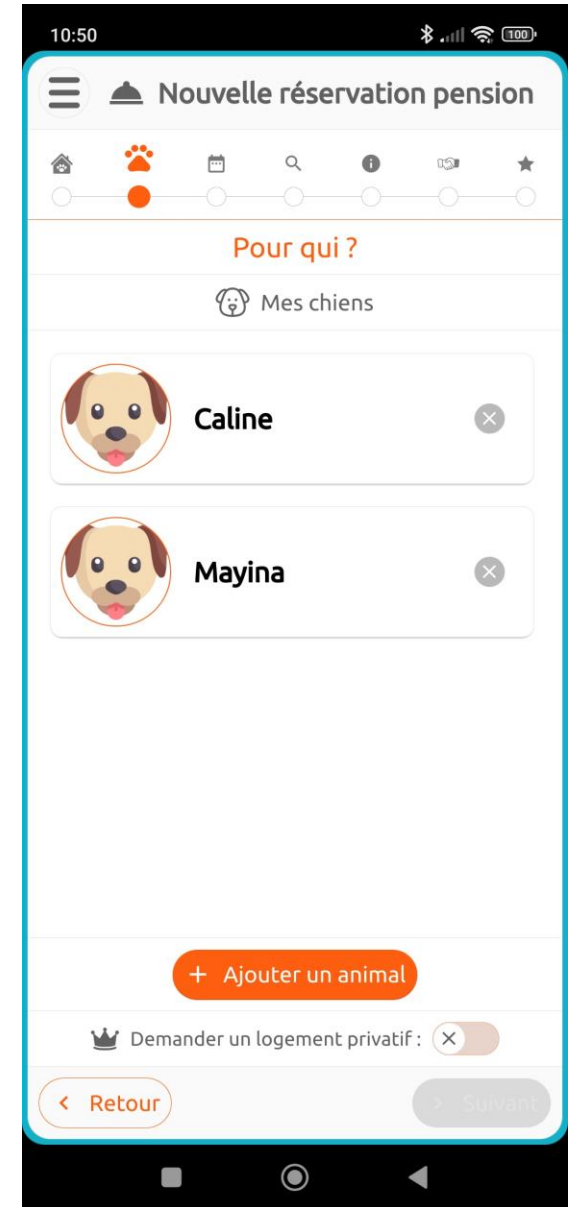 10:50
100
Nouvelle réservation pension
Pour qui ?
Mes chiens
Caline
Mayina
+ Ajouter un animal
Demander un logement privatif :
< Retour
> Suivant